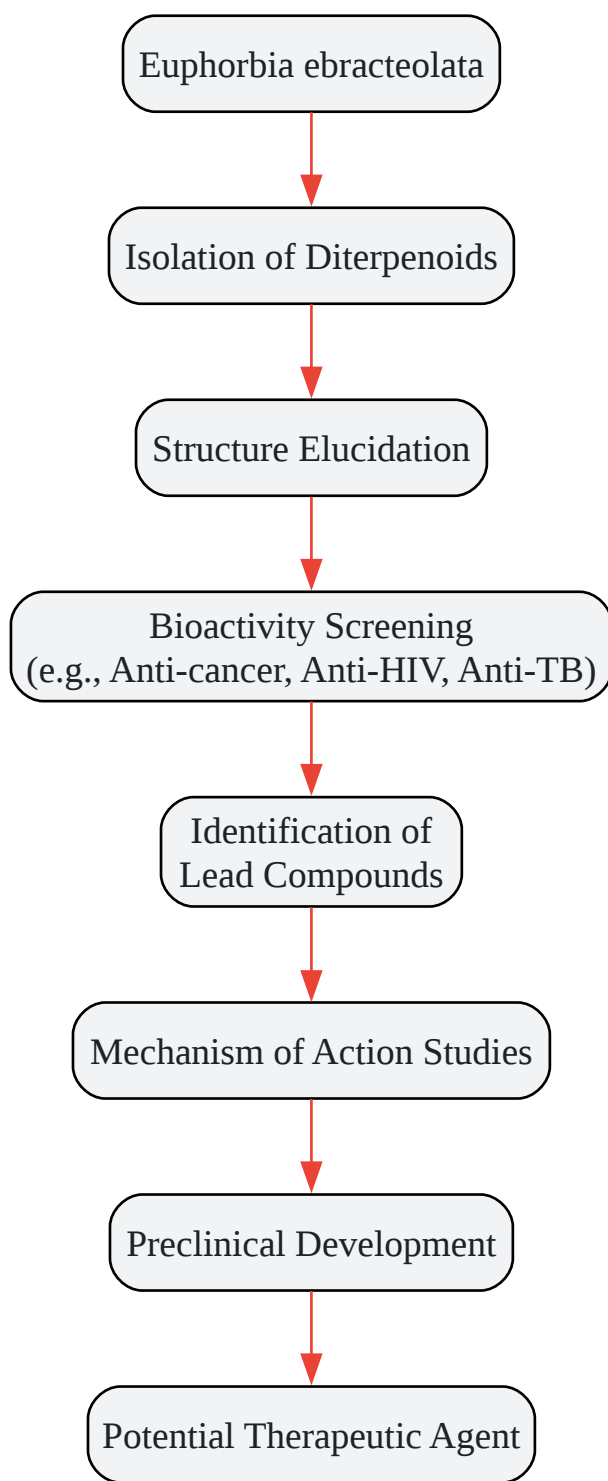 Euphorbia ebracteolata
Isolation of Diterpenoids
Structure Elucidation
Bioactivity Screening
(e.g., Anti-cancer, Anti-HIV, Anti-TB)
Identification of
Lead Compounds
Mechanism of Action Studies
Preclinical Development
Potential Therapeutic Agent